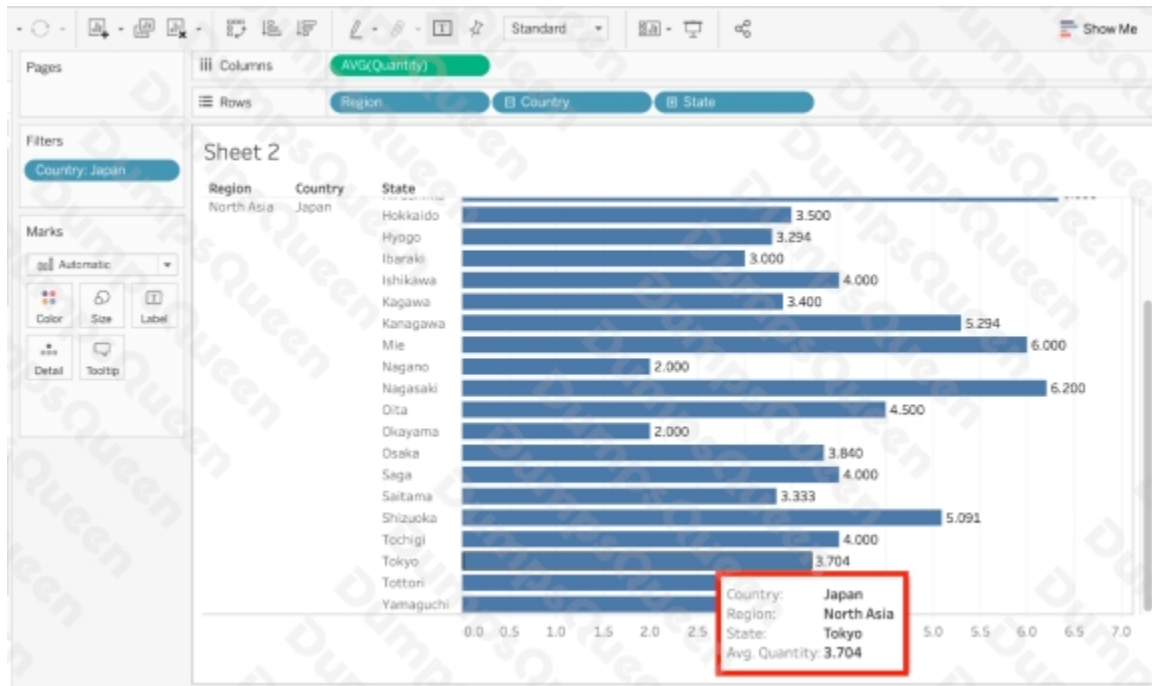 Standard
Show Me
Pages
Columns
AVG(Quantity)
Rows
Region
Country
State
Filters
Country: Japan
Sheet 2
Region Country State
North Asia Japan
Hokkaido 3.500
Hyogo 3.294
Marks
Ibaraki 3.000
Automatic
Ishikawa 4.000
Kagawa 3.400
Color Size Label
Kanagawa 5.294
Mie 6.000
Detail Tooltip
Nagano 2.000
Nagasaki 6.200
Oita 4.500
Okayama 2.000
Osaka 3.840
Saga 4.000
Saitama 3.333
Shizuoka 5.091
Tochigi 4.000
Tokyo 3.704
Tottori
Yamaguchi
Country: Japan
Region: North Asia
State: Tokyo
Avg. Quantity: 3.704
0.0 0.5 1.0 1.5 2.0 2.5 5.0 5.5 6.0 6.5 7.0
DumpsQueen